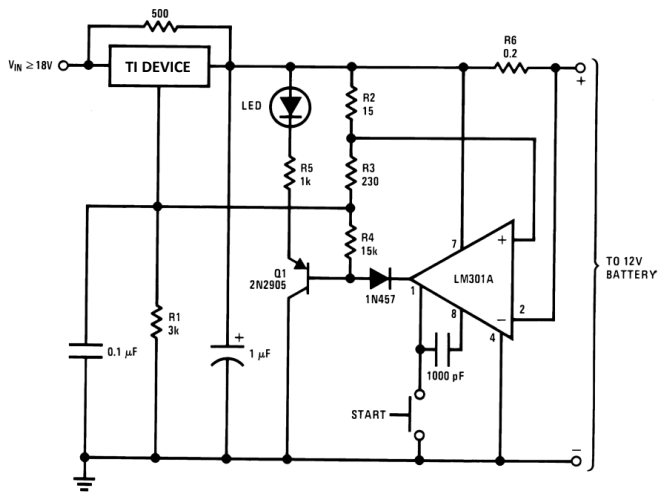 500
R6
0.2
V_IN ≥ 18V
TI DEVICE
+
LED
R2
15
R5
1k
R3
230
R4
15k
7
+
TO 12V
BATTERY
Q1
2N2905
1N457
LM301A
1
8
2
−
4
R1
3k
0.1 μF
+
1 μF
1000 pF
START
−